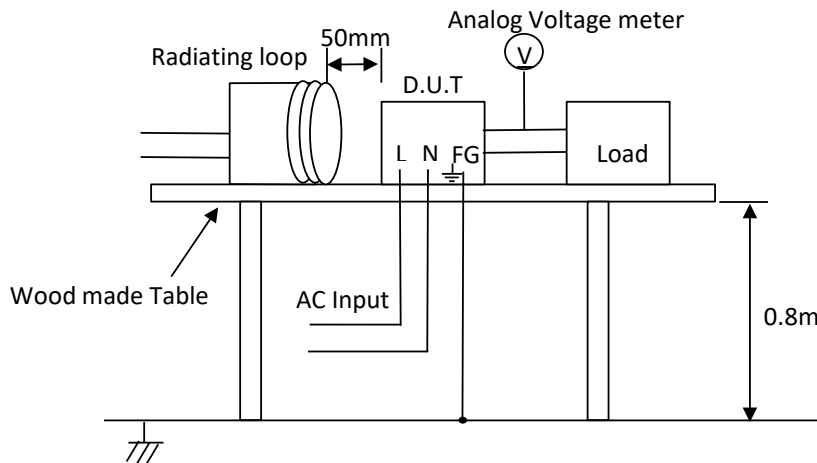 Analog Voltage meter
50mm
Radiating loop
V
D.U.T
L N FG
Load
Wood made Table
AC Input
0.8m